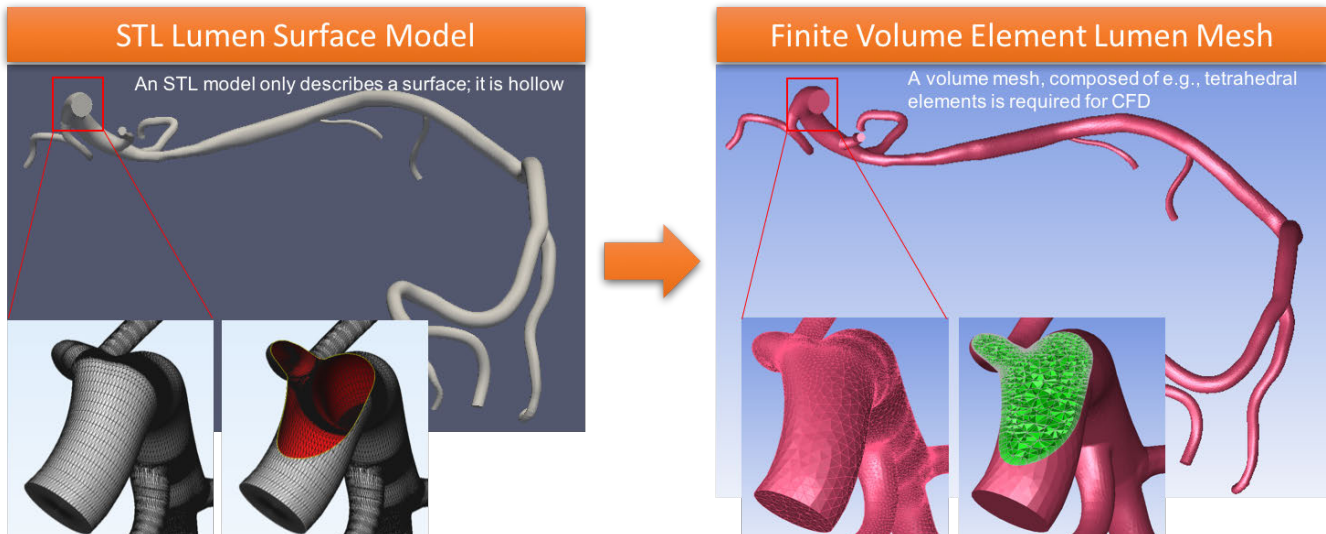 STL Lumen Surface Model
An STL model only describes a surface; it is hollow
Finite Volume Element Lumen Mesh
A volume mesh, composed of e.g., tetrahedral
elements is required for CFD